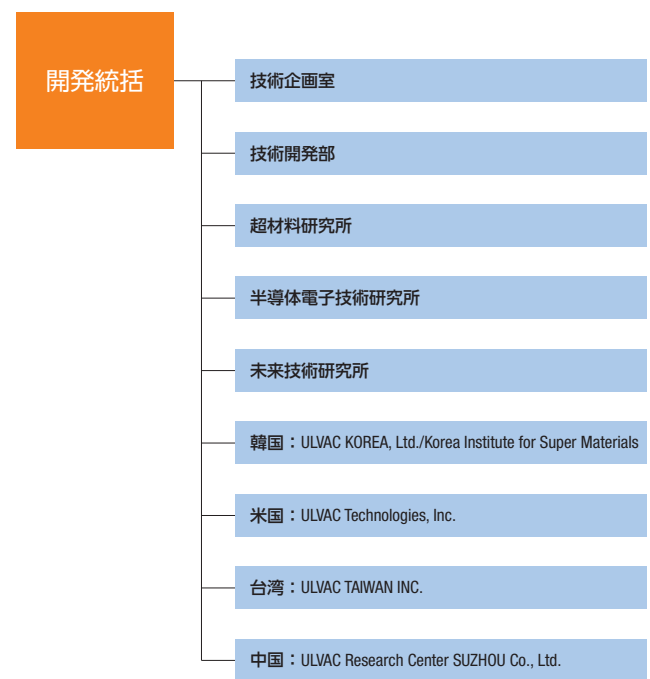 開発統括
技術企画室
技術開発部
超材料研究所
半導体電子技術研究所
未来技術研究所
韓国：ULVAC KOREA, Ltd./Korea Institute for Super Materials
米国：ULVAC Technologies, Inc.
台湾：ULVAC TAIWAN INC.
中国：ULVAC Research Center SUZHOU Co., Ltd.